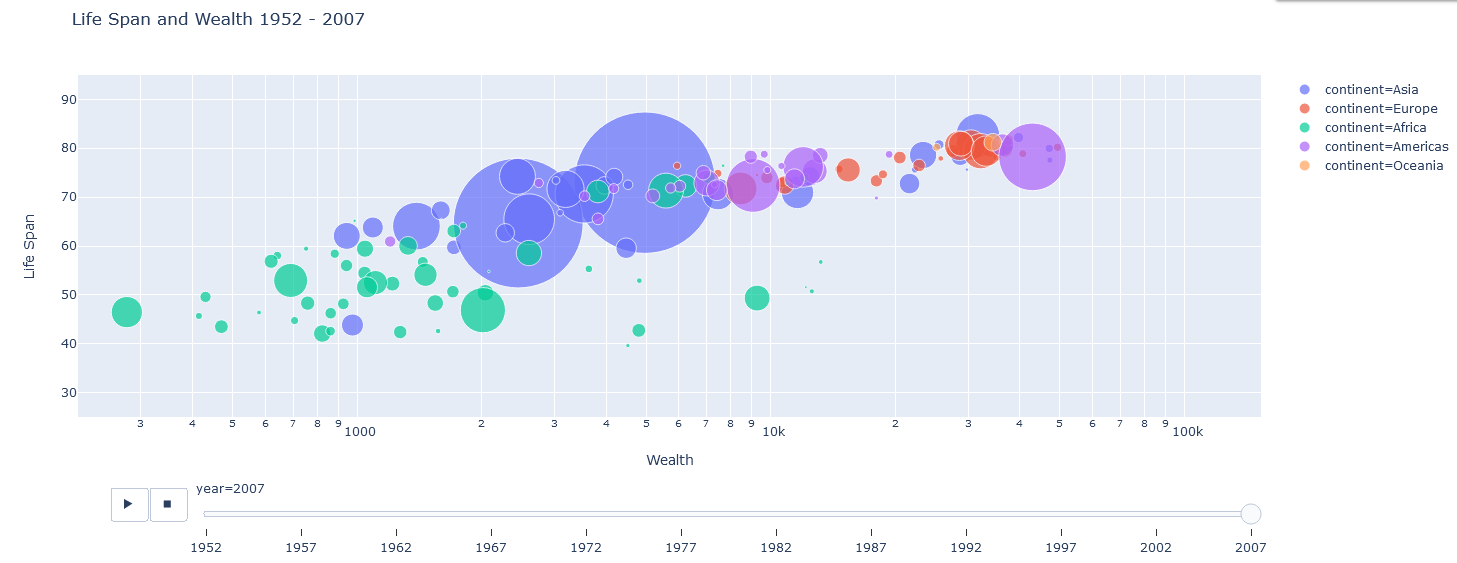 Life Span and Wealth 1952 - 2007
continent=Asia
continent=Europe
continent=Africa
continent=Americas
continent=Oceania
90
80
70
60
50
40
30
Life Span
3 4 5 6 7 8 9 1000 2 3 4 5 6 7 8 9 10k 2 3 4 5 6 7 8 9 100k
Wealth
year=2007
1952 1957 1962 1967 1972 1977 1982 1987 1992 1997 2002 2007